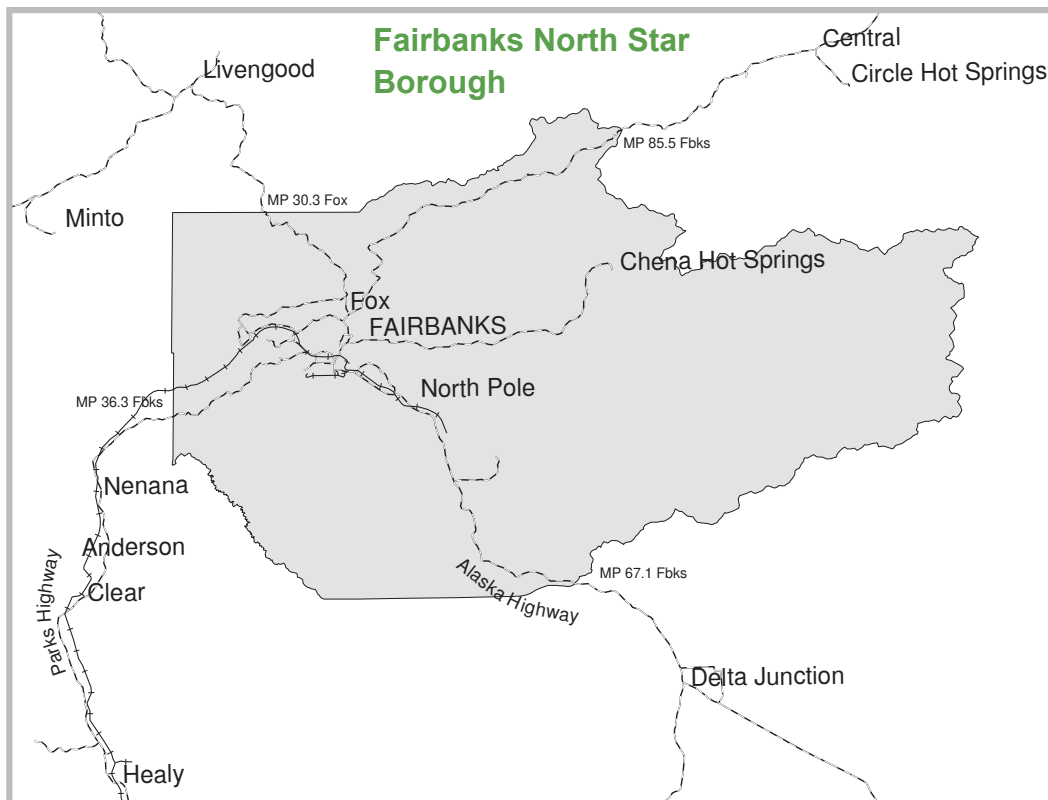 Fairbanks North Star
Borough
Central
Circle Hot Springs
Livengood
MP 85.5 Fbks
MP 30.3 Fox
Minto
Chena Hot Springs
Fox
FAIRBANKS
North Pole
MP 36.3 Fbks
Nenana
Anderson
Clear
Parks Highway
MP 67.1 Fbks
Alaska Highway
Delta Junction
Healy